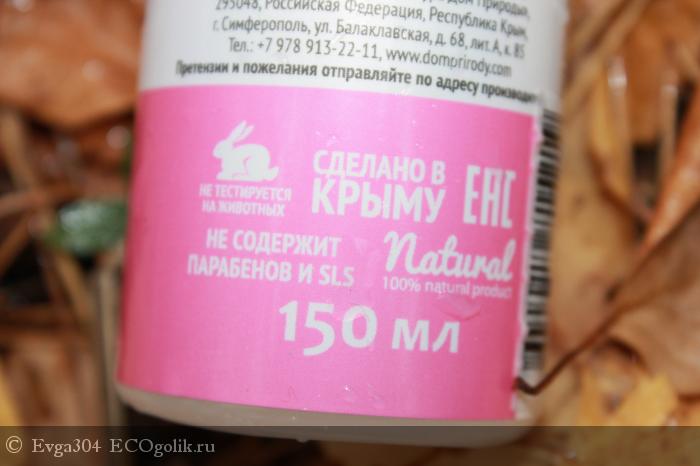 Природы",
295048, Российская Федерация, Республика Крым,
г. Симферополь, ул. Балаклавская, д. 68, лит. А, к. 85
Тел.: +7 978 913-22-11, www.domprirody.com
Претензии и пожелания отправляйте по адресу производи
НЕ ТЕСТИРУЕТСЯ
НА ЖИВОТНЫХ
СДЕЛАНО В
КРЫМУ
ЕАС
НЕ СОДЕРЖИТ
ПАРАБЕНОВ И SLS
Natural
100% natural product
150 мл
© Evga304 ECOgolik.ru